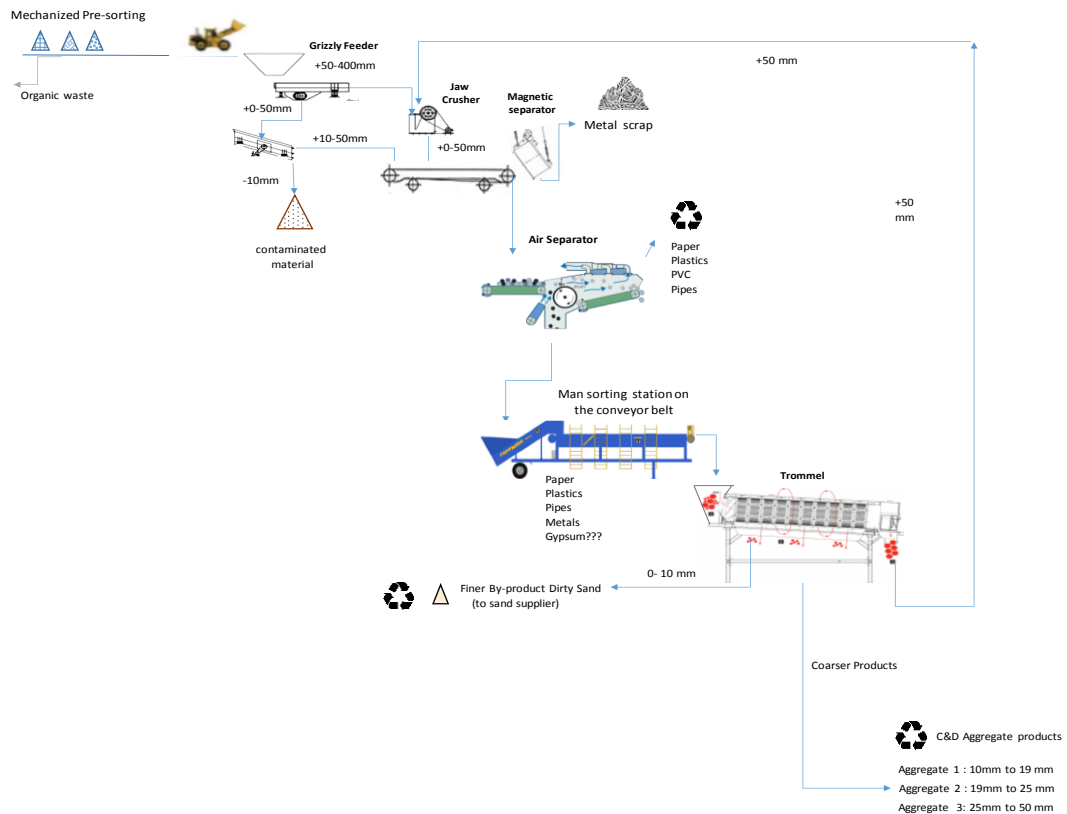 Mechanized Pre-sorting
Organic waste
Grizzly Feeder
+50-400mm
+0-50mm
+10-50mm
-10mm
contaminated
material
Jaw
Crusher
+0-50mm
Magnetic
separator
Metal scrap
+50 mm
+50
mm
Air Separator
Paper
Plastics
PVC
Pipes
Man sorting station on
the conveyor belt
Paper
Plastics
Pipes
Metals
Gypsum???
Trommel
0- 10 mm
Finer By-product Dirty Sand
(to sand supplier)
Coarser Products
C&D Aggregate products
Aggregate 1 : 10mm to 19 mm
Aggregate 2 : 19mm to 25 mm
Aggregate 3: 25mm to 50 mm